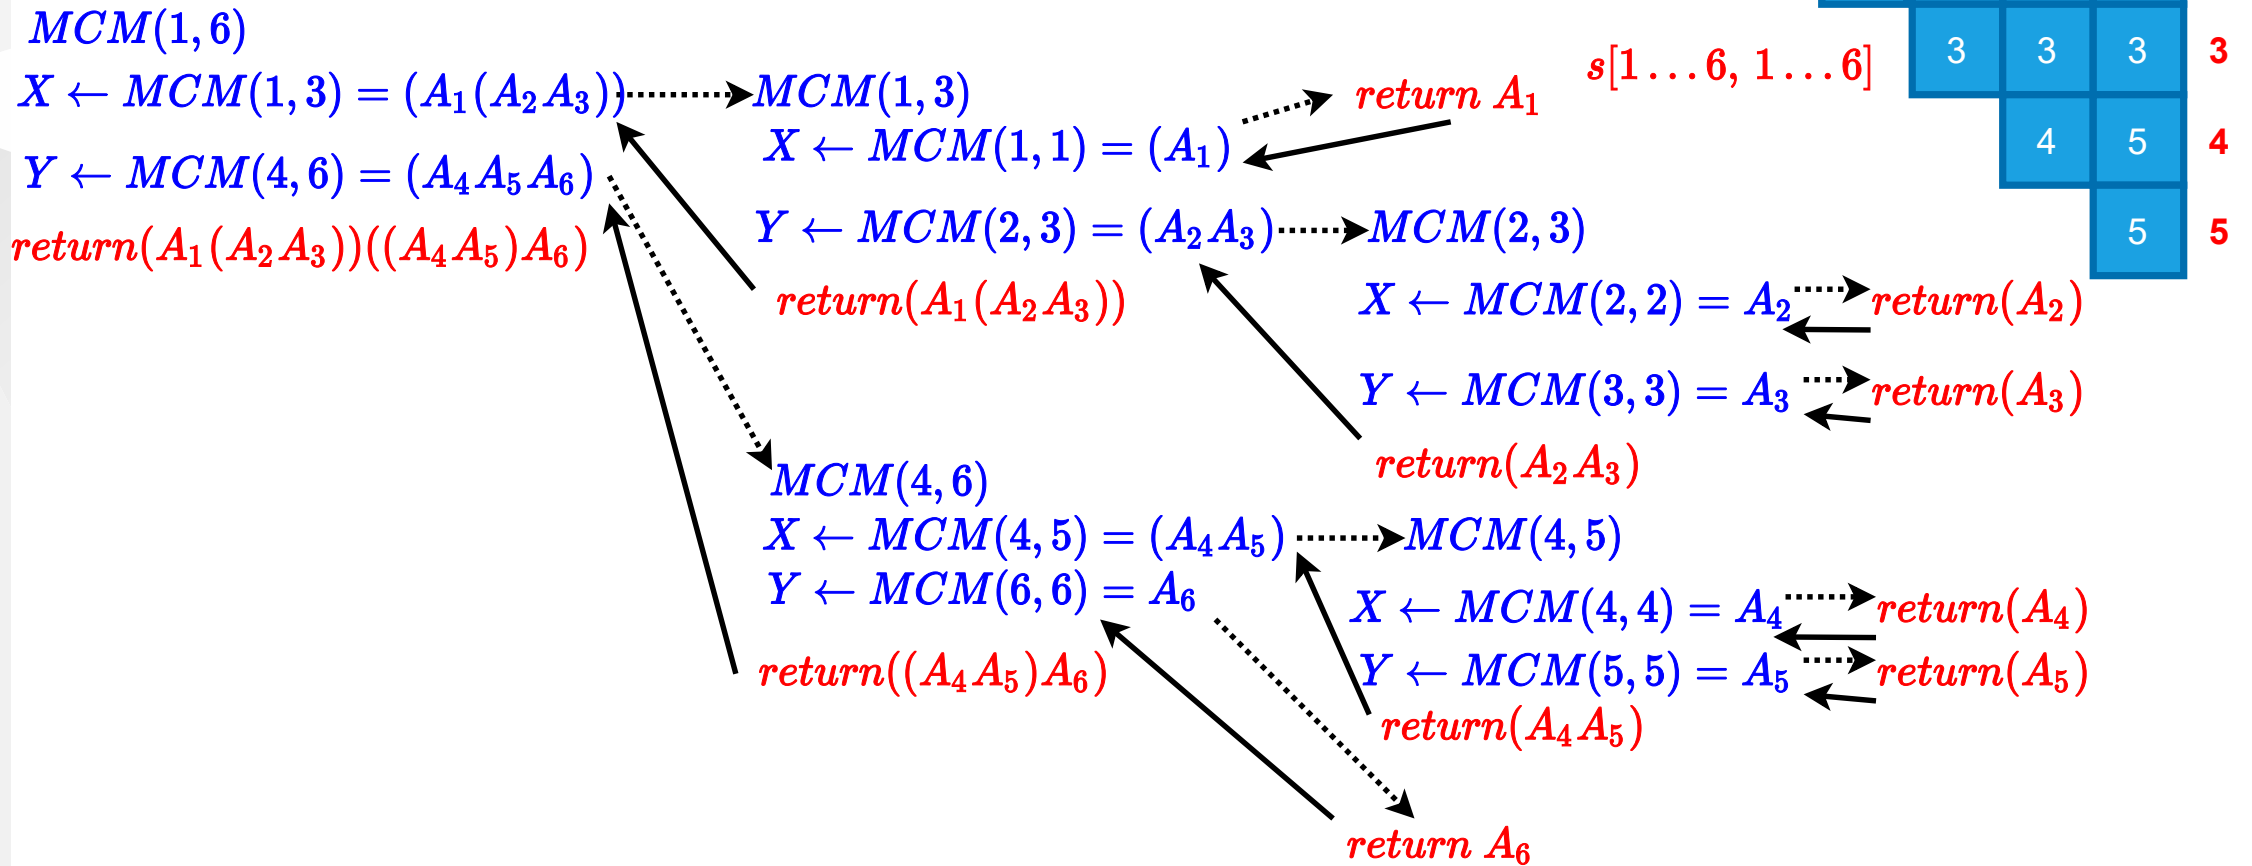 MCM(1, 6)
X ← MCM(1, 3) = (A₁(A₂A₃))
Y ← MCM(4, 6) = (A₄A₅A₆)
return(A₁(A₂A₃))((A₄A₅)A₆)
MCM(1, 3)
X ← MCM(1, 1) = (A₁)
return A₁
Y ← MCM(2, 3) = (A₂A₃)
return(A₁(A₂A₃))
MCM(2, 3)
X ← MCM(2, 2) = A₂
return(A₂)
Y ← MCM(3, 3) = A₃
return(A₃)
return(A₂A₃)
MCM(4, 6)
X ← MCM(4, 5) = (A₄A₅)
Y ← MCM(6, 6) = A₆
return((A₄A₅)A₆)
MCM(4, 5)
X ← MCM(4, 4) = A₄
return(A₄)
Y ← MCM(5, 5) = A₅
return(A₅)
return(A₄A₅)
return A₆
s[1 … 6, 1 … 6]
3 3 3 3
4 5 4
5 5